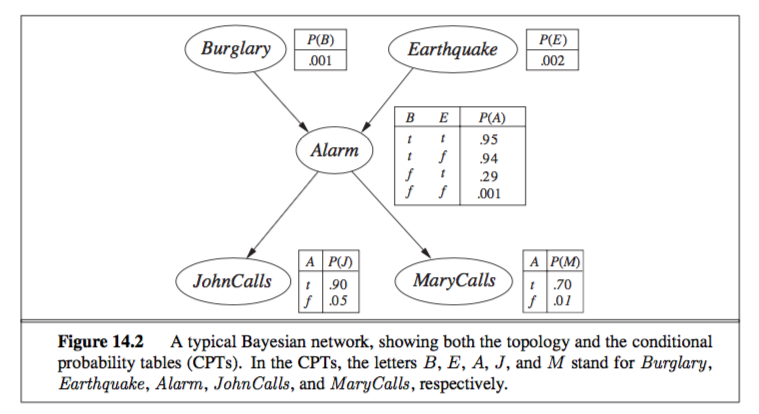 Burglary
P(B)
.001
Earthquake
P(E)
.002
Alarm
B E P(A)
t t .95
t f .94
f t .29
f f .001
JohnCalls
A P(J)
t .90
f .05
MaryCalls
A P(M)
t .70
f .01
Figure 14.2 A typical Bayesian network, showing both the topology and the conditional
probability tables (CPTs). In the CPTs, the letters B, E, A, J, and M stand for Burglary,
Earthquake, Alarm, JohnCalls, and MaryCalls, respectively.